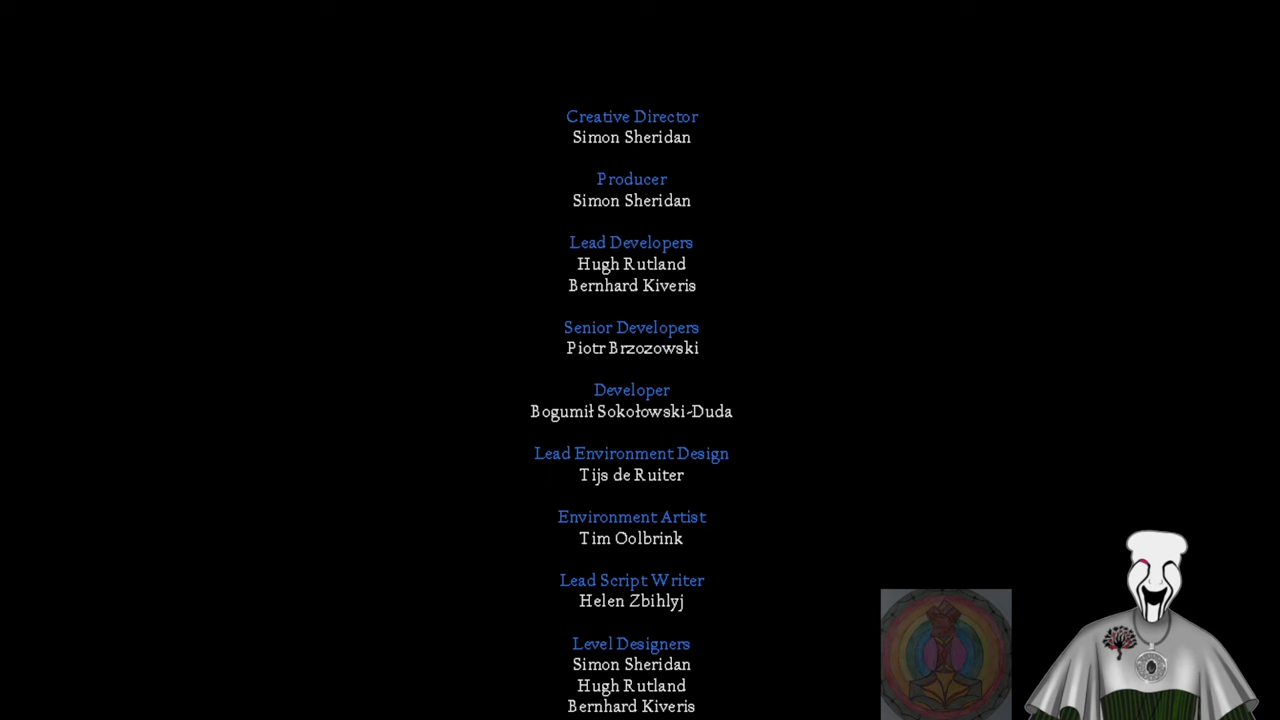 Creative Director
Simon Sheridan
Producer
Simon Sheridan
Lead Developers
Hugh Rutland
Bernhard Kiveris
Senior Developers
Piotr Brzozowski
Developer
Bogumił Sokołowski-Duda
Lead Environment Design
Tijs de Ruiter
Environment Artist
Tim Oolbrink
Lead Script Writer
Helen Zbihlyj
Level Designers
Simon Sheridan
Hugh Rutland
Bernhard Kiveris